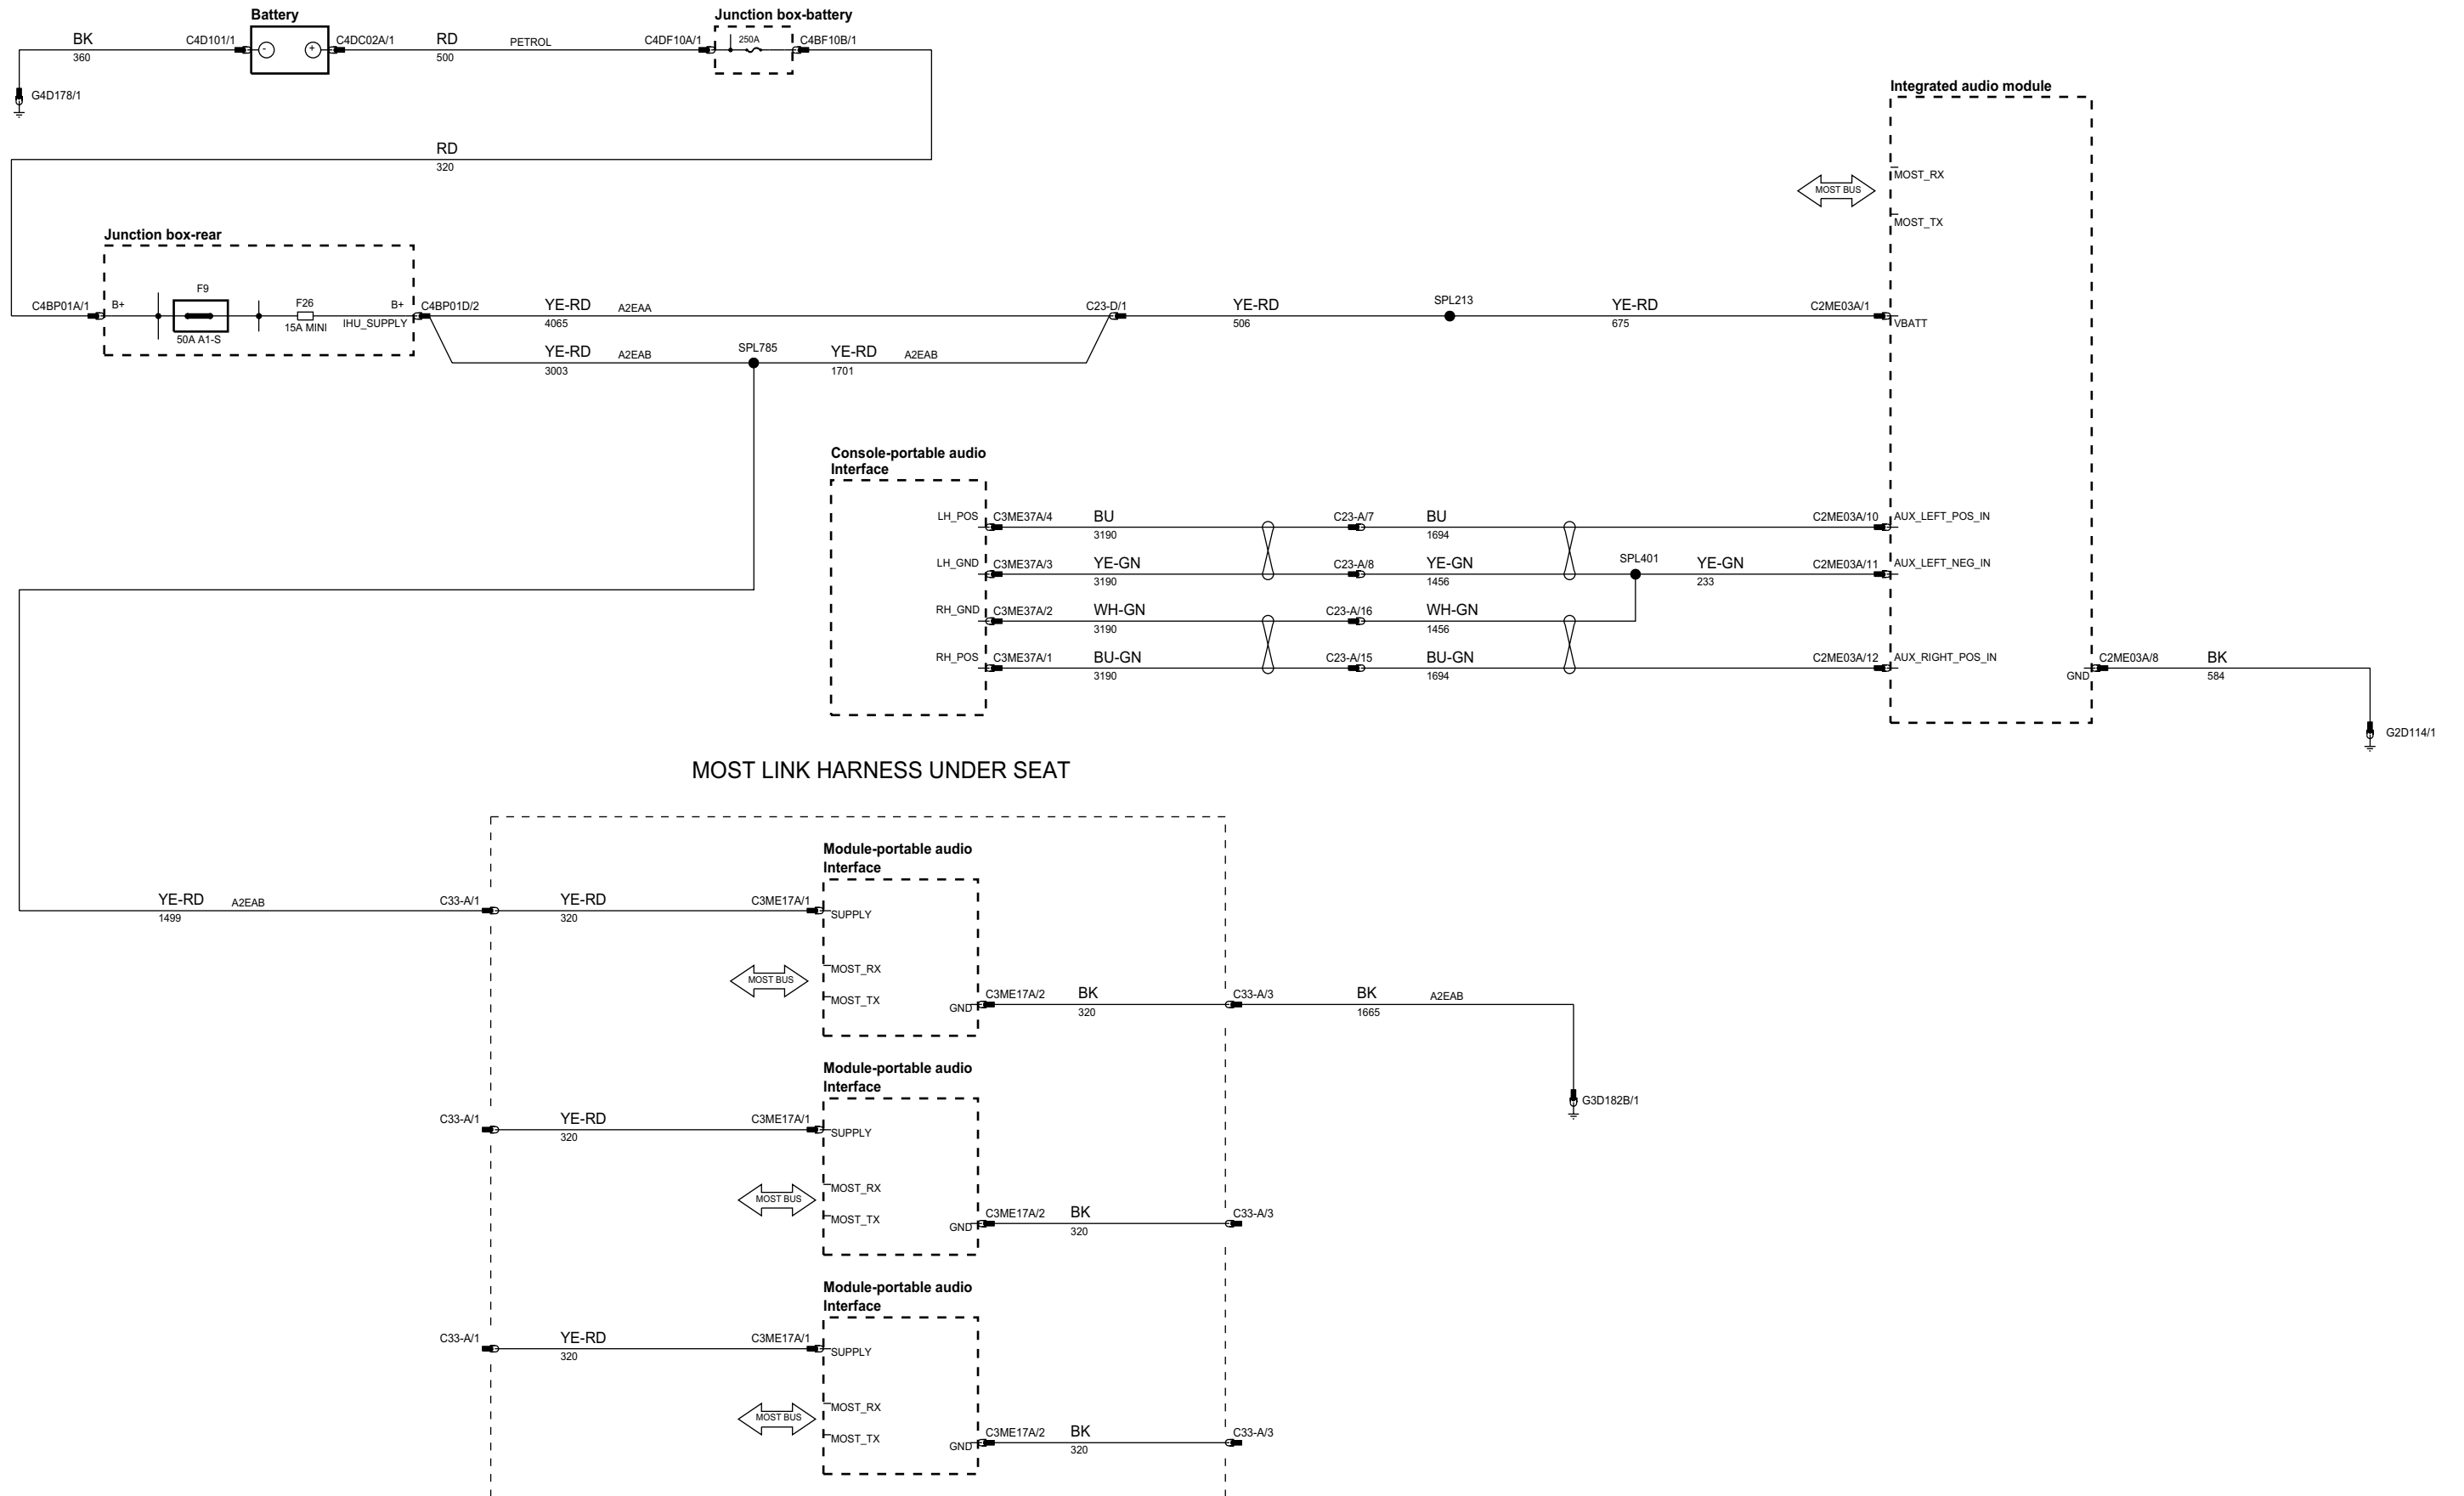 Battery
Junction box-battery
BK
C4D101/1
-
+
C4DC02A/1
RD
PETROL
C4DF10A/1
250A
C4BF10B/1
360
500
G4D178/1
Integrated audio module
RD
320
MOST_RX
MOST BUS
MOST_TX
Junction box-rear
F9
C4BP01A/1
B+
F26
B+
C4BP01D/2
YE-RD
A2EAA
C23-D/1
YE-RD
SPL213
YE-RD
C2ME03A/1
15A MINI
IHU_SUPPLY
4065
506
675
VBATT
50A A1-S
YE-RD
A2EAB
SPL785
YE-RD
A2EAB
3003
1701
Console-portable audio
Interface
LH_POS
C3ME37A/4
BU
C23-A/7
BU
C2ME03A/10
AUX_LEFT_POS_IN
3190
1694
LH_GND
C3ME37A/3
YE-GN
C23-A/8
YE-GN
SPL401
YE-GN
C2ME03A/11
AUX_LEFT_NEG_IN
3190
1456
233
RH_GND
C3ME37A/2
WH-GN
C23-A/16
WH-GN
3190
1456
RH_POS
C3ME37A/1
BU-GN
C23-A/15
BU-GN
C2ME03A/12
AUX_RIGHT_POS_IN
C2ME03A/8
BK
3190
1694
GND
584
G2D114/1
MOST LINK HARNESS UNDER SEAT
Module-portable audio
Interface
YE-RD
A2EAB
C33-A/1
YE-RD
C3ME17A/1
1499
320
SUPPLY
MOST_RX
MOST BUS
MOST_TX
GND
C3ME17A/2
BK
C33-A/3
BK
A2EAB
320
1665
Module-portable audio
Interface
G3D182B/1
C33-A/1
YE-RD
C3ME17A/1
320
SUPPLY
MOST_RX
MOST BUS
MOST_TX
GND
C3ME17A/2
BK
C33-A/3
320
Module-portable audio
Interface
C33-A/1
YE-RD
C3ME17A/1
320
SUPPLY
MOST_RX
MOST BUS
MOST_TX
GND
C3ME17A/2
BK
C33-A/3
320